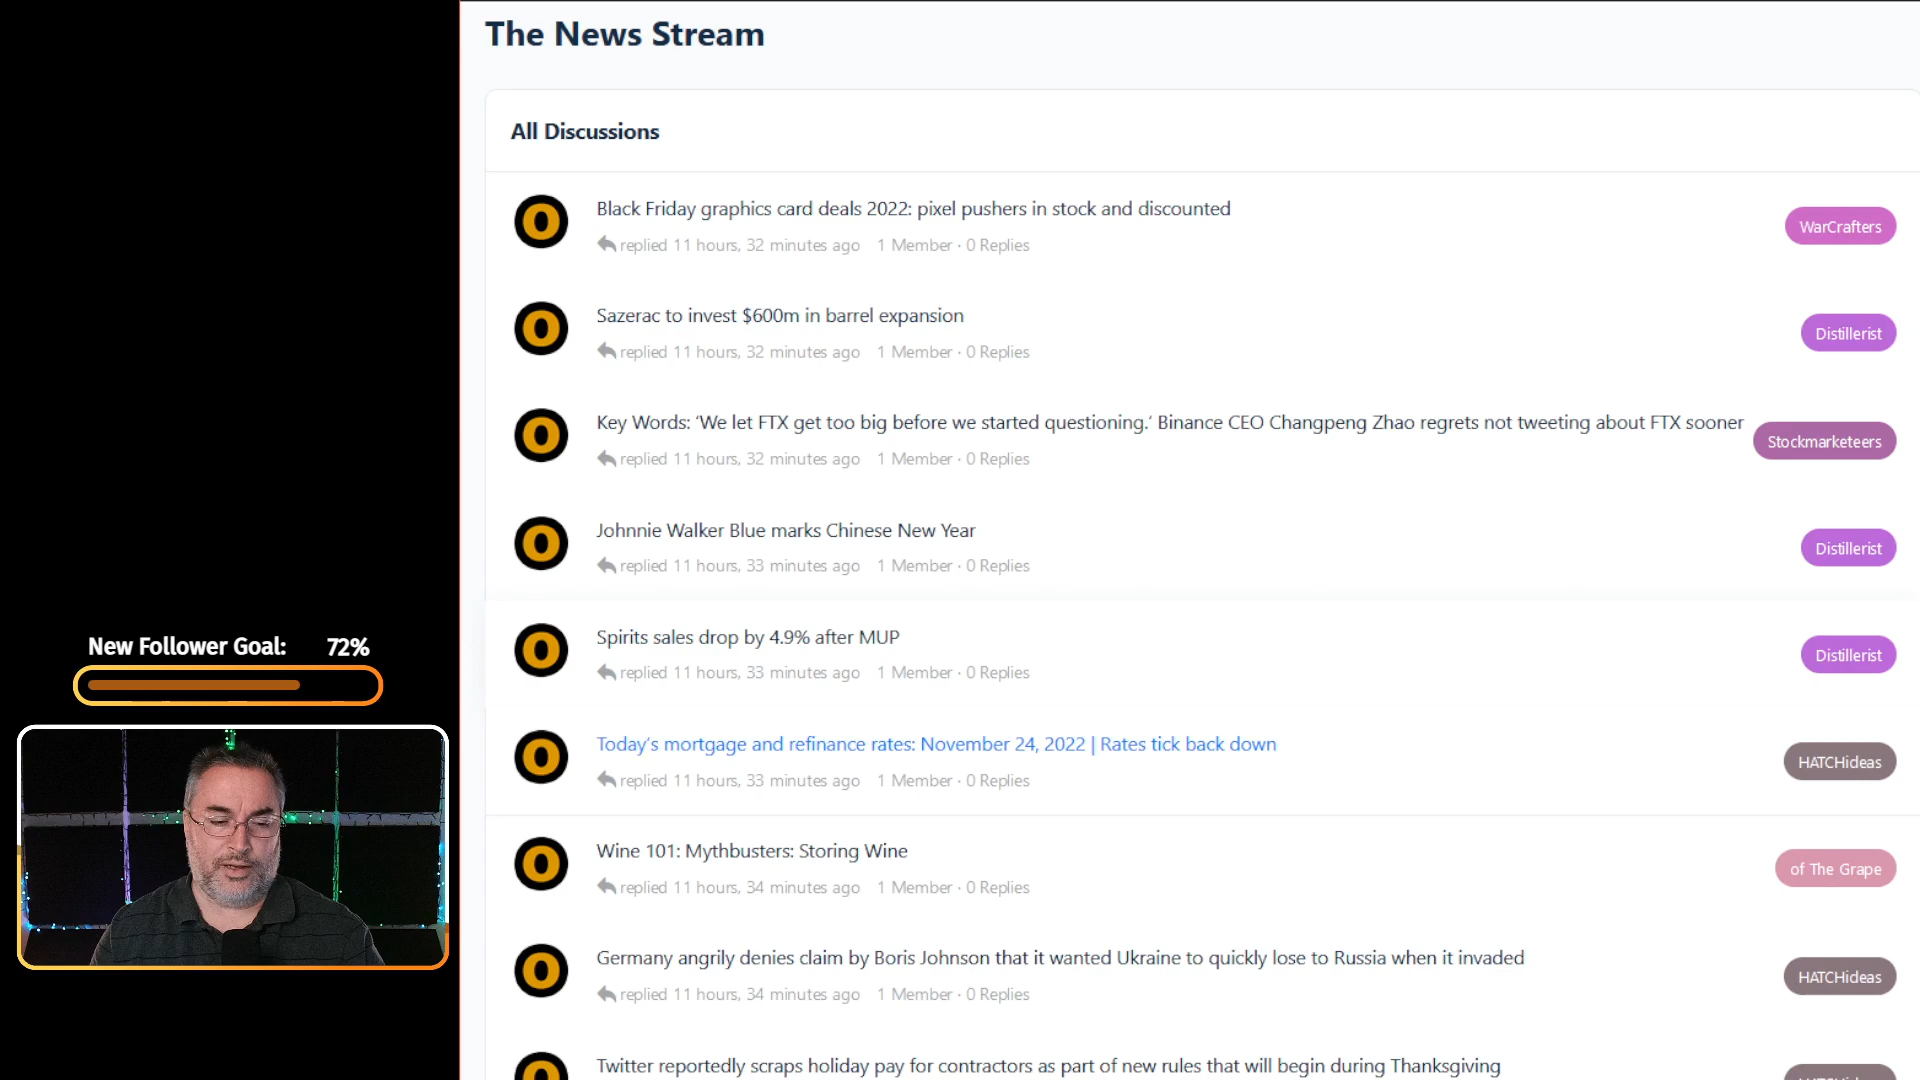 The News Stream
All Discussions
O
Black Friday graphics card deals 2022: pixel pushers in stock and discounted
replied 11 hours, 32 minutes ago 1 Member · 0 Replies
WarCrafters
O
Sazerac to invest $600m in barrel expansion
replied 11 hours, 32 minutes ago 1 Member · 0 Replies
Distillerist
O
Key Words: ‘We let FTX get too big before we started questioning.’ Binance CEO Changpeng Zhao regrets not tweeting about FTX sooner
replied 11 hours, 32 minutes ago 1 Member · 0 Replies
Stockmarketeers
O
Johnnie Walker Blue marks Chinese New Year
replied 11 hours, 33 minutes ago 1 Member · 0 Replies
Distillerist
O
Spirits sales drop by 4.9% after MUP
replied 11 hours, 33 minutes ago 1 Member · 0 Replies
Distillerist
O
Today’s mortgage and refinance rates: November 24, 2022 | Rates tick back down
replied 11 hours, 33 minutes ago 1 Member · 0 Replies
HATCHideas
O
Wine 101: Mythbusters: Storing Wine
replied 11 hours, 34 minutes ago 1 Member · 0 Replies
of The Grape
O
Germany angrily denies claim by Boris Johnson that it wanted Ukraine to quickly lose to Russia when it invaded
replied 11 hours, 34 minutes ago 1 Member · 0 Replies
HATCHideas
O
Twitter reportedly scraps holiday pay for contractors as part of new rules that will begin during Thanksgiving
New Follower Goal: 72%